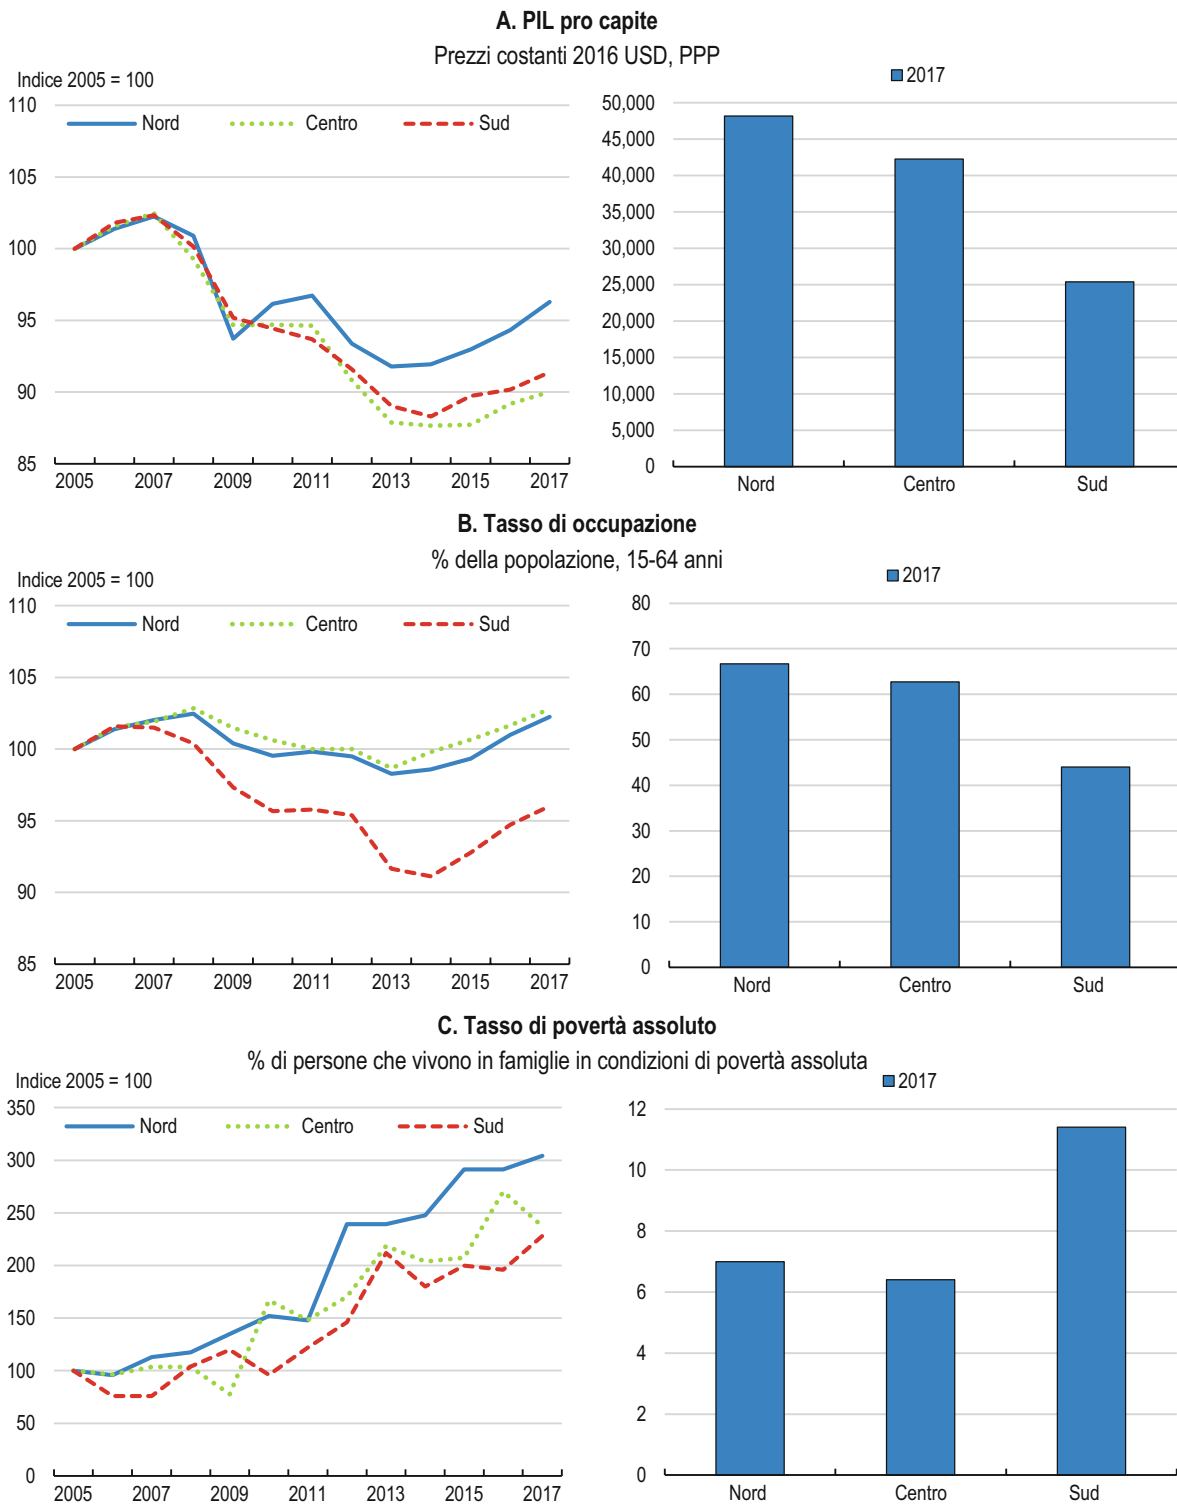 A. PIL pro capite
Prezzi costanti 2016 USD, PPP
Indice 2005 = 100
2017
110
105
100
95
90
85
Nord
Centro
Sud
2005 2007 2009 2011 2013 2015 2017
50,000
45,000
40,000
35,000
30,000
25,000
20,000
15,000
10,000
5,000
0
Nord Centro Sud
B. Tasso di occupazione
% della popolazione, 15-64 anni
Indice 2005 = 100
2017
110
105
100
95
90
85
Nord
Centro
Sud
2005 2007 2009 2011 2013 2015 2017
80
70
60
50
40
30
20
10
0
Nord Centro Sud
C. Tasso di povertà assoluto
% di persone che vivono in famiglie in condizioni di povertà assoluta
Indice 2005 = 100
2017
350
300
250
200
150
100
50
0
Nord
Centro
Sud
2005 2007 2009 2011 2013 2015 2017
12
10
8
6
4
2
0
Nord Centro Sud